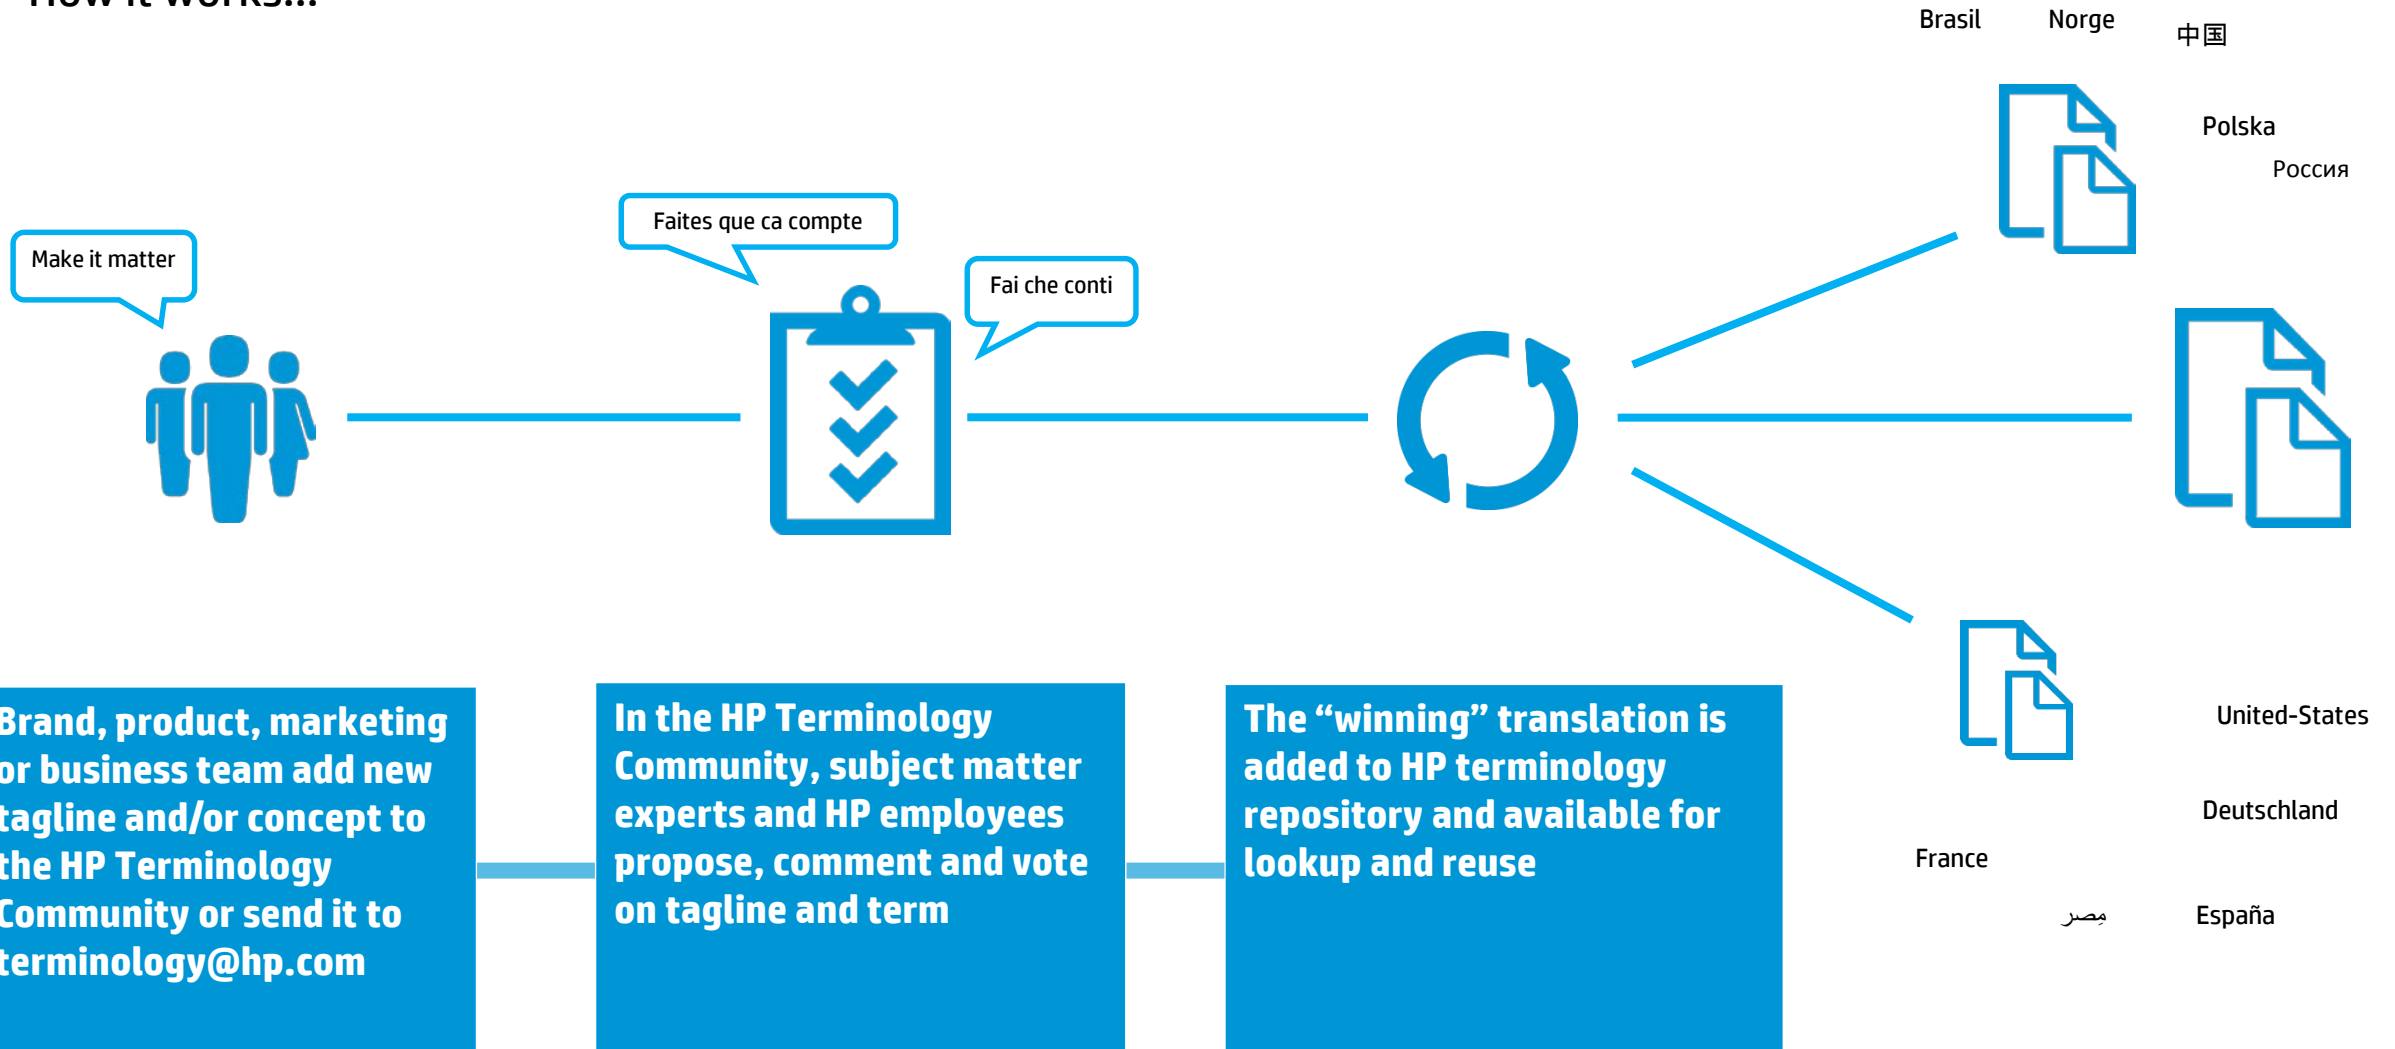 How it works...
Brasil
Norge
中国
Polska
Россия
Make it matter
Faites que ca compte
Fai che conti
Brand, product, marketing
or business team add new
tagline and/or concept to
the HP Terminology
Community or send it to
terminology@hp.com
In the HP Terminology
Community, subject matter
experts and HP employees
propose, comment and vote
on tagline and term
The “winning” translation is
added to HP terminology
repository and available for
lookup and reuse
United-States
Deutschland
France
مِصر
España